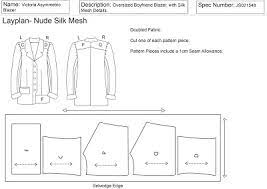 Name: Victoria Asymmetric Blazer
Description: Oversized Boyfriend Blazer, with Silk Mesh Details.
Spec Number: JS021543
Layplan- Nude Silk Mesh
L F R
L B R
Doubled Fabric:
Cut one of each pattern piece.
Pattern Pieces include a 1cm Seam Allowance.
Selvedge Edge